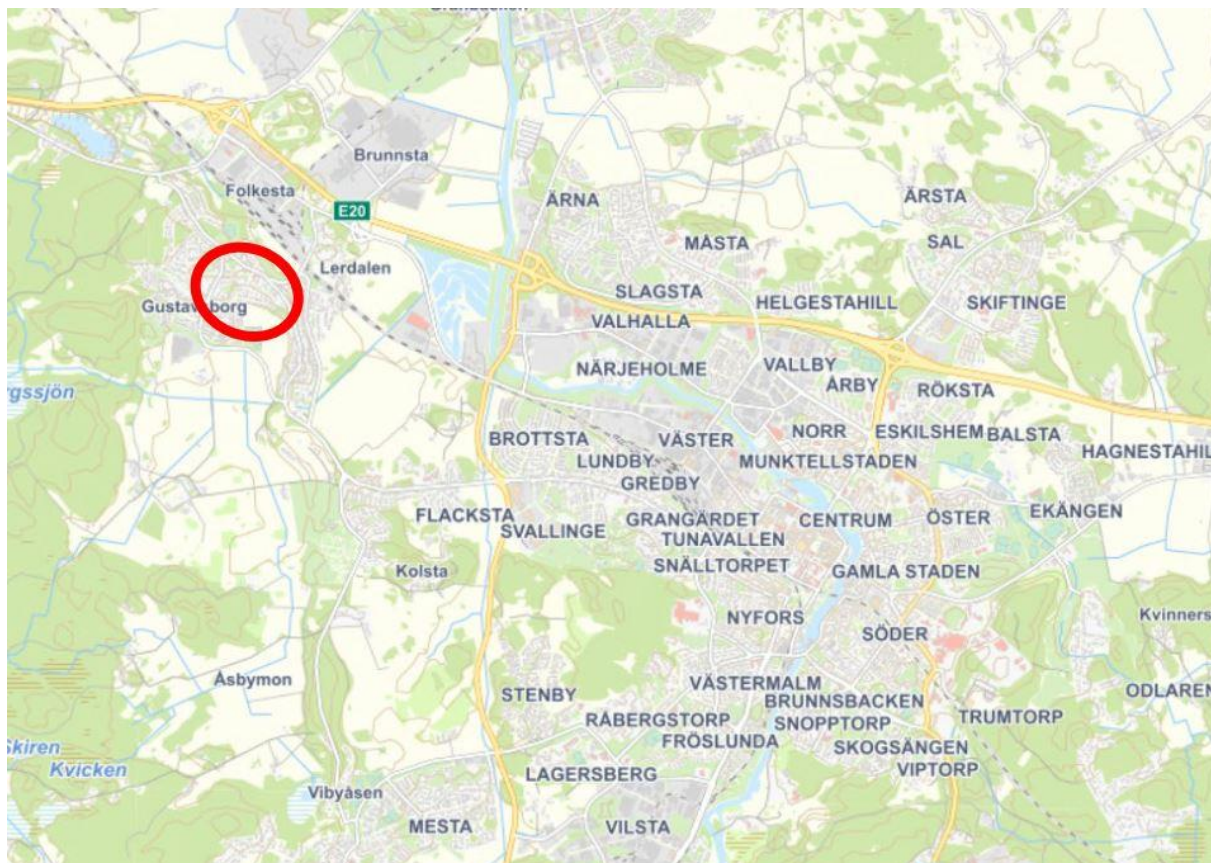 Brunnsta
Folkesta
ÄRNA
ÄRSTA
E20
MÅSTA
SAL
Lerdalen
SLAGSTA
HELGESTAHILL
SKIFTINGE
VALHALLA
NÄRJEHOLME
VALLBY
ÅRBY
RÖKSTA
BROTTSTA
VÄSTER
NORR
ESKILSHEM
BALSTA
LUNDBY
MUNKTELLSTADEN
HAGNESTAHIL
GREDBY
FLACKSTA
GRANGÄRDET
CENTRUM
ÖSTER
EKÄNGEN
SVALLINGE
TUNAVALLEN
SNÄLLTORPET
Kolsta
GAMLA STADEN
NYFORS
Kvinners
SÖDER
Åsbymon
STENBY
VÄSTERMALM
ODLAREN
BRUNNSBACKEN
RÅBERGSTORP
SNOPPTORP
TRUMTORP
FRÖSLUNDA
SKOGSÄNGEN
Skiren
Kvicken
LAGERSBERG
VIPTORP
Vibyåsen
MESTA
VILSTA